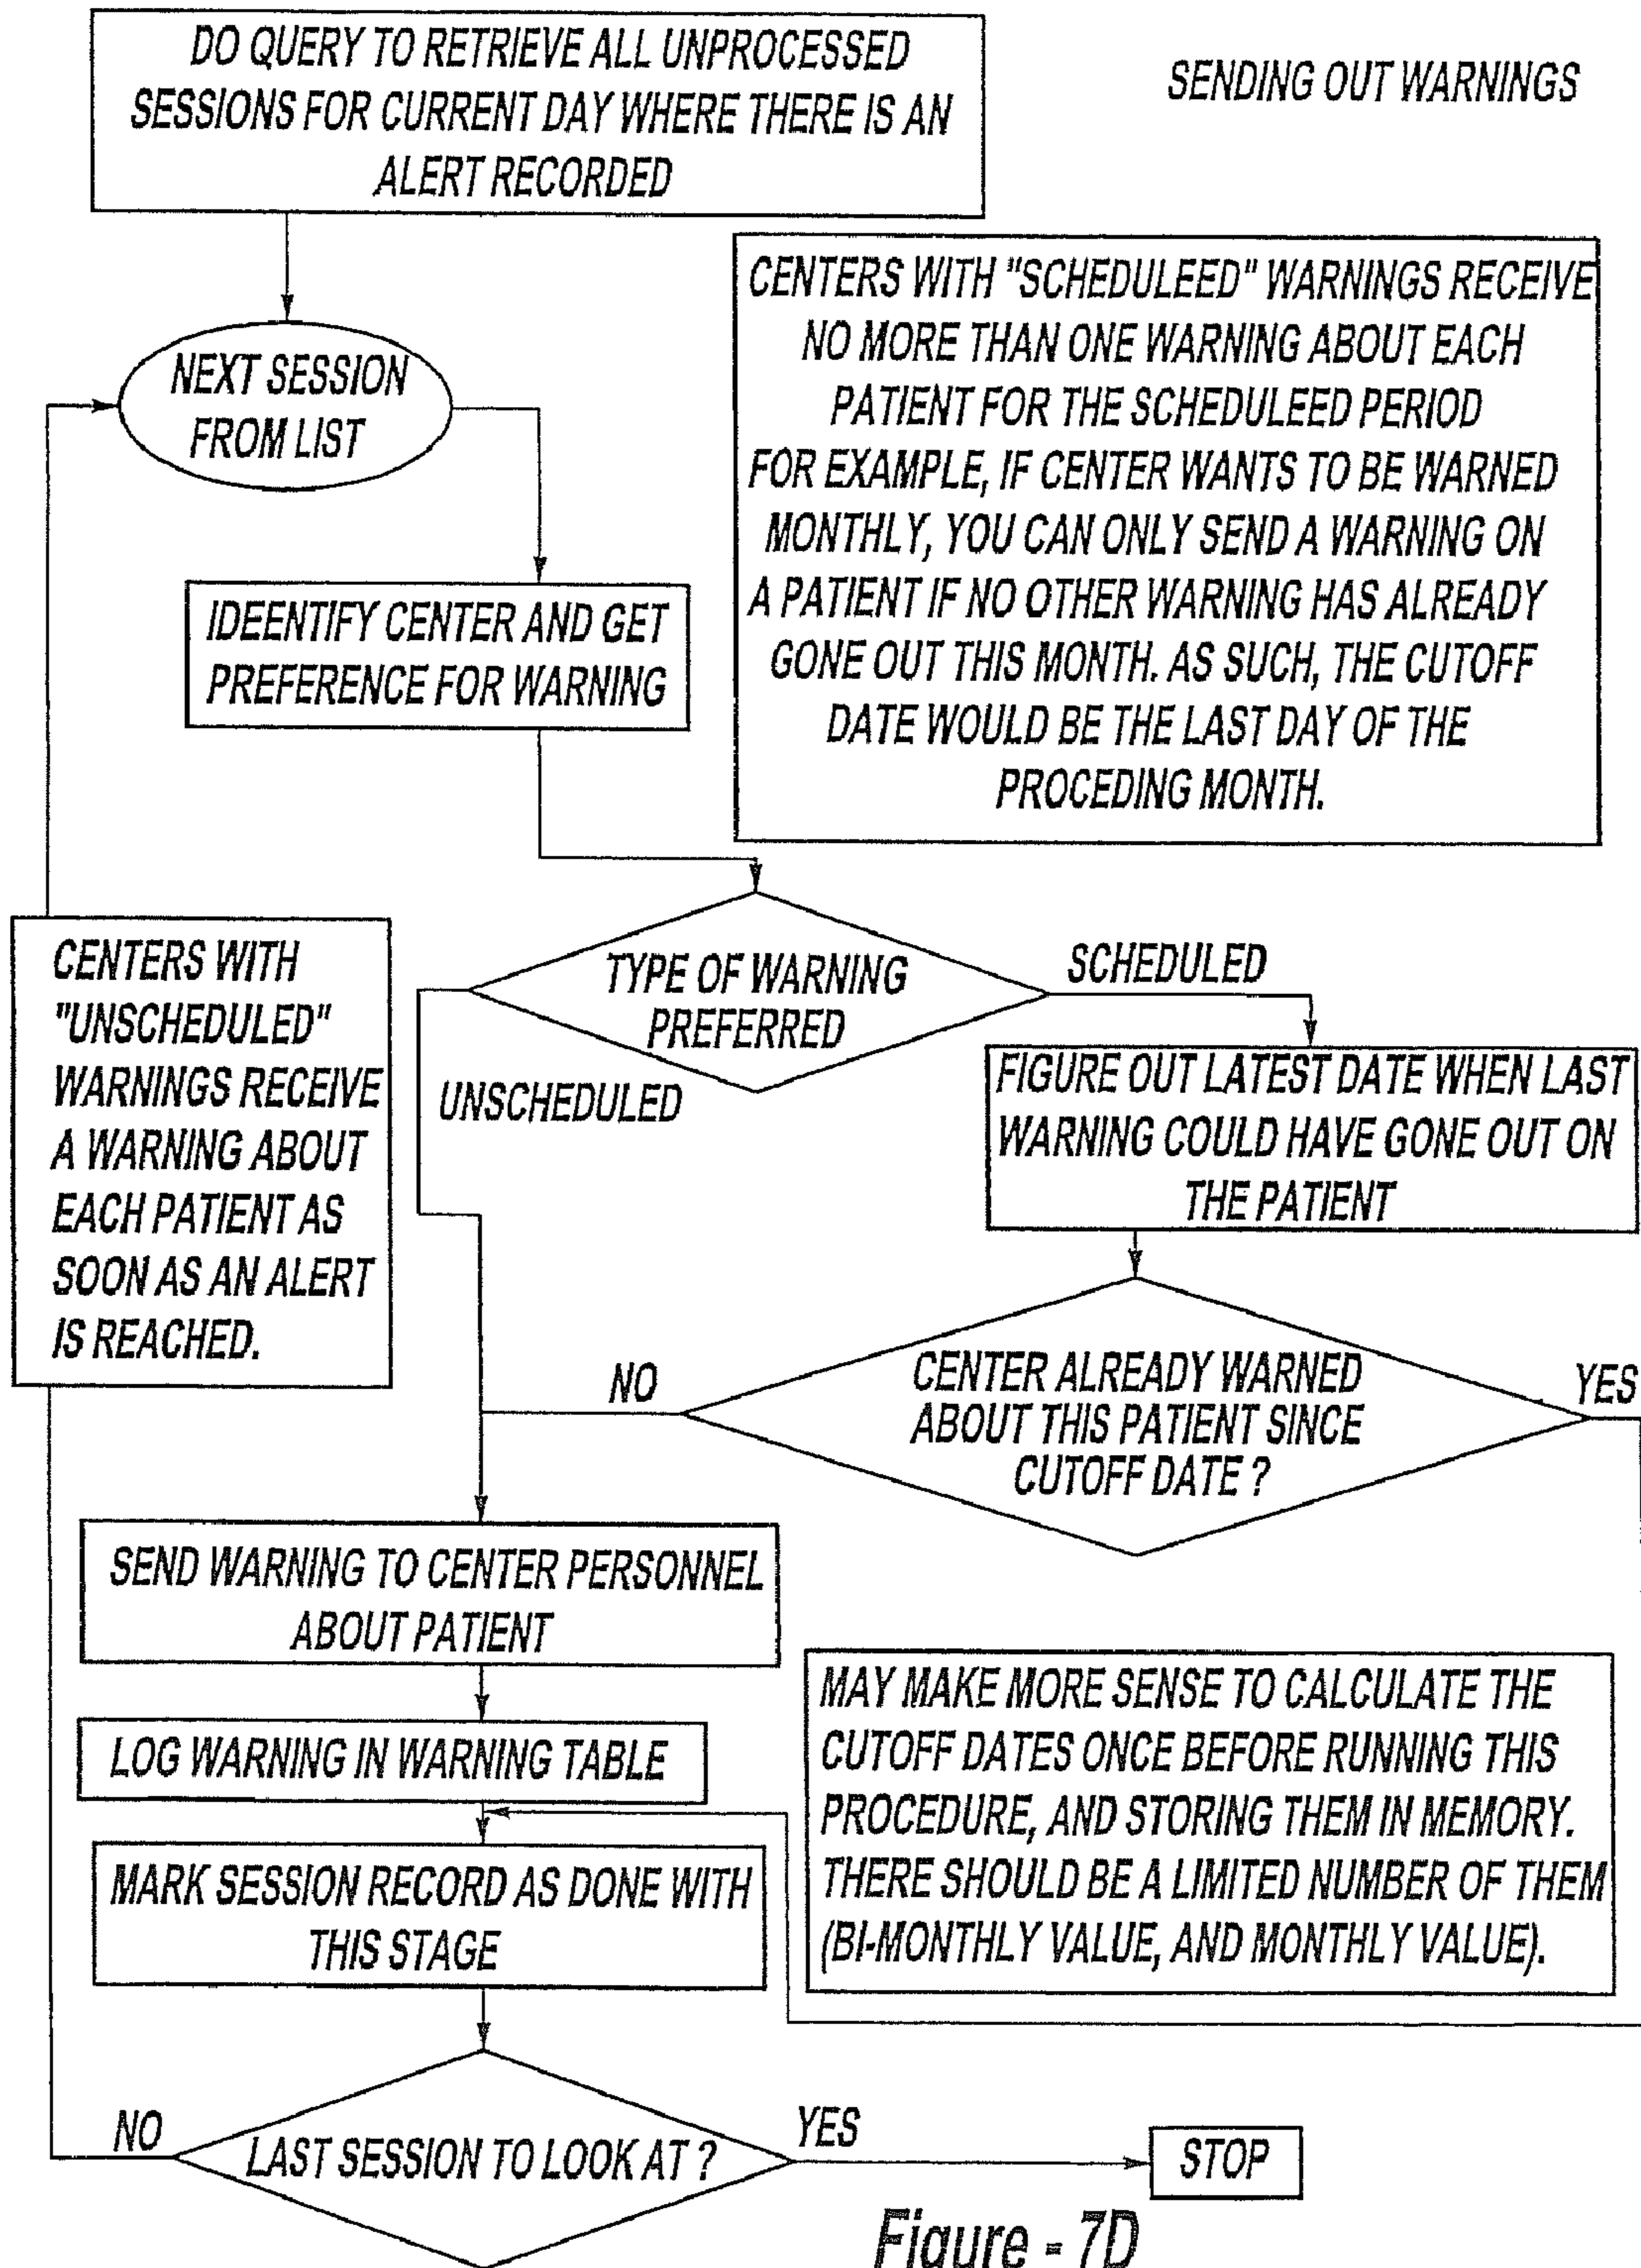 DO QUERY TO RETRIEVE ALL UNPROCESSED
SESSIONS FOR CURRENT DAY WHERE THERE IS AN
ALERT RECORDED
SENDING OUT WARNINGS
NEXT SESSION
FROM LIST
CENTERS WITH "SCHEDULEED" WARNINGS RECEIVE
NO MORE THAN ONE WARNING ABOUT EACH
PATIENT FOR THE SCHEDULEED PERIOD
FOR EXAMPLE, IF CENTER WANTS TO BE WARNED
MONTHLY, YOU CAN ONLY SEND A WARNING ON
A PATIENT IF NO OTHER WARNING HAS ALREADY
GONE OUT THIS MONTH. AS SUCH, THE CUTOFF
DATE WOULD BE THE LAST DAY OF THE
PROCEDING MONTH.
IDEENTIFY CENTER AND GET
PREFERENCE FOR WARNING
TYPE OF WARNING
PREFERRED
SCHEDULED
UNSCHEDULED
CENTERS WITH
"UNSCHEDULED"
WARNINGS RECEIVE
A WARNING ABOUT
EACH PATIENT AS
SOON AS AN ALERT
IS REACHED.
FIGURE OUT LATEST DATE WHEN LAST
WARNING COULD HAVE GONE OUT ON
THE PATIENT
CENTER ALREADY WARNED
ABOUT THIS PATIENT SINCE
CUTOFF DATE ?
NO
YES
SEND WARNING TO CENTER PERSONNEL
ABOUT PATIENT
LOG WARNING IN WARNING TABLE
MARK SESSION RECORD AS DONE WITH
THIS STAGE
MAY MAKE MORE SENSE TO CALCULATE THE
CUTOFF DATES ONCE BEFORE RUNNING THIS
PROCEDURE, AND STORING THEM IN MEMORY.
THERE SHOULD BE A LIMITED NUMBER OF THEM
(BI-MONTHLY VALUE, AND MONTHLY VALUE).
NO
LAST SESSION TO LOOK AT ?
YES
STOP
Figure - 7D